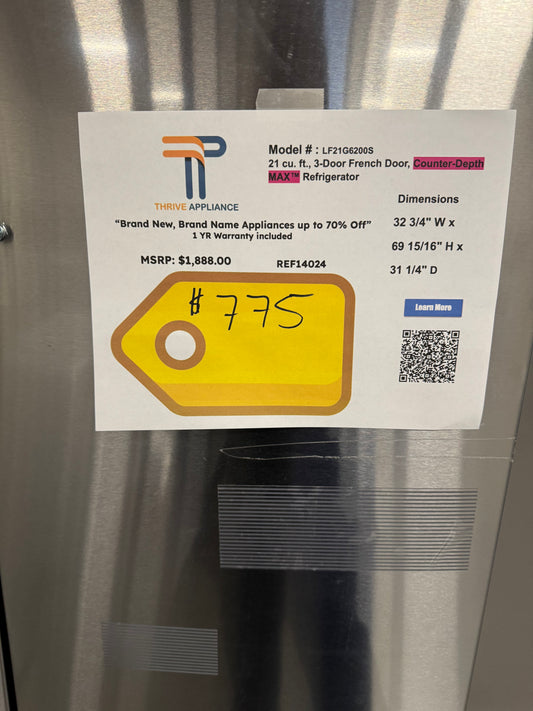 THRIVE APPLIANCE
Model # : LF21G6200S
21 cu. ft., 3-Door French Door, Counter-Depth
MAX™ Refrigerator
"Brand New, Brand Name Appliances up to 70% Off"
1 YR Warranty included
MSRP: $1,888.00 REF14024
$775
Dimensions
32 3/4" W x
69 15/16" H x
31 1/4" D
Learn More